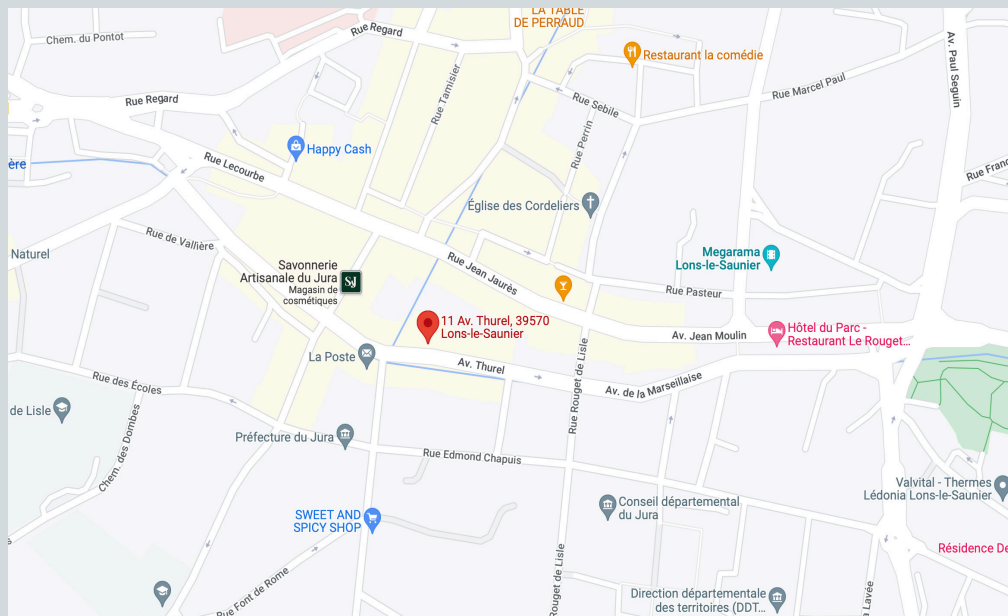 LA TABLE
DE PERRAUD
Rue Regard
Chem. du Pontot
Restaurant la comédie
Av. Paul Seguin
Rue Marcel Paul
Rue Tamisier
Rue Regard
Rue Sebile
Rue Perrin
Happy Cash
ère
Rue Lecourbe
Rue Franc
Église des Cordeliers
Rue de Vallière
Naturel
Megarama
Lons-le-Saunier
Rue Jean Jaurès
Savonnerie
Artisanale du Jura
Magasin de
cosmétiques
SJ
Rue Pasteur
11 Av. Thurel, 39570
Lons-le-Saunier
Av. Jean Moulin
Hôtel du Parc -
Restaurant Le Rouget...
La Poste
Av. Thurel
Rue Rouget de Lisle
Av. de la Marseillaise
Rue des Écoles
de Lisle
Chem. des Dombes
Préfecture du Jura
Rue Edmond Chapuis
Valvital - Thermes
Lédonia Lons-le-Saunier
Conseil départemental
du Jura
SWEET AND
SPICY SHOP
Résidence De
Rouget de Lisle
Rue Font de Rome
Direction départementale
des territoires (DDT...
n Lavée